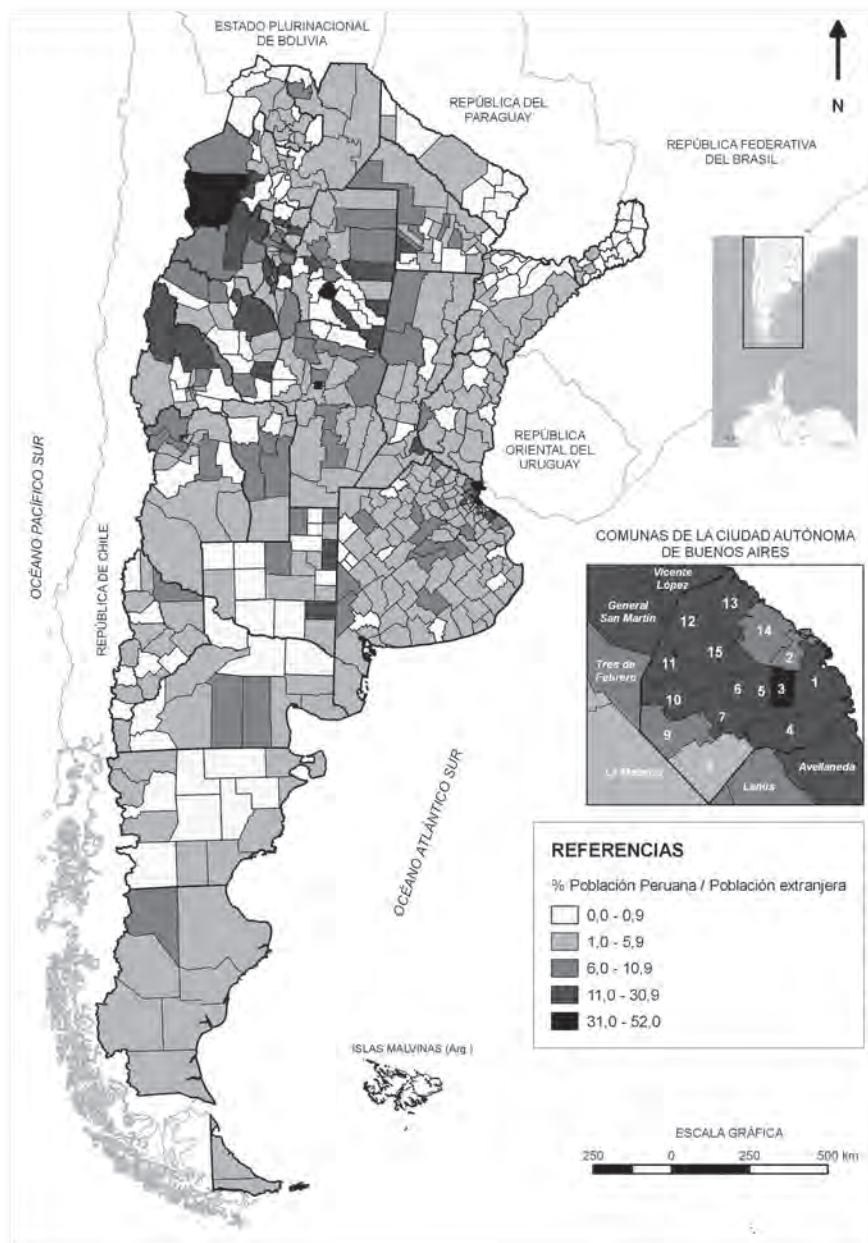 ESTADO PLURINACIONAL
DE BOLIVIA
REPÚBLICA DEL
PARAGUAY
N
REPÚBLICA FEDERATIVA
DEL BRASIL
OCÉANO PACÍFICO SUR
REPÚBLICA DE CHILE
REPÚBLICA
ORIENTAL DEL
URUGUAY
OCÉANO ATLÁNTICO SUR
COMUNAS DE LA CIUDAD AUTÓNOMA
DE BUENOS AIRES
Vicente
López
General
San Martín
Tres de
Febrero
La Matanza
Lanús
Avellaneda
13
12
14
2
15
11
1
6
5
3
10
7
4
9
8
REFERENCIAS
% Población Peruana / Población extranjera
0,0 - 0,9
1,0 - 5,9
6,0 - 10,9
11,0 - 30,9
31,0 - 52,0
ISLAS MALVINAS (Arg.)
ESCALA GRÁFICA
250 0 250 500 km